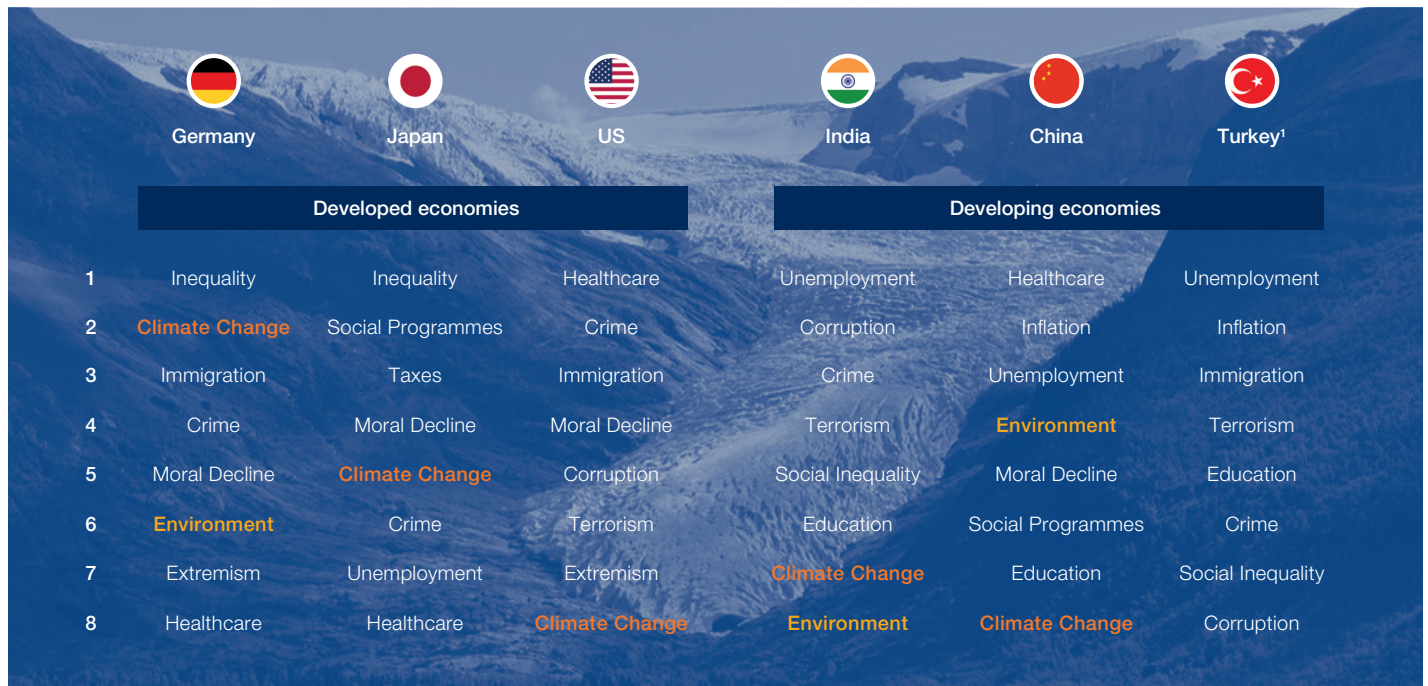 Germany Japan US India China Turkey¹
Developed economies Developing economies
1 Inequality Inequality Healthcare Unemployment Healthcare Unemployment
2 Climate Change Social Programmes Crime Corruption Inflation Inflation
3 Immigration Taxes Immigration Crime Unemployment Immigration
4 Crime Moral Decline Moral Decline Terrorism Environment Terrorism
5 Moral Decline Climate Change Corruption Social Inequality Moral Decline Education
6 Environment Crime Terrorism Education Social Programmes Crime
7 Extremism Unemployment Extremism Climate Change Education Social Inequality
8 Healthcare Healthcare Climate Change Environment Climate Change Corruption